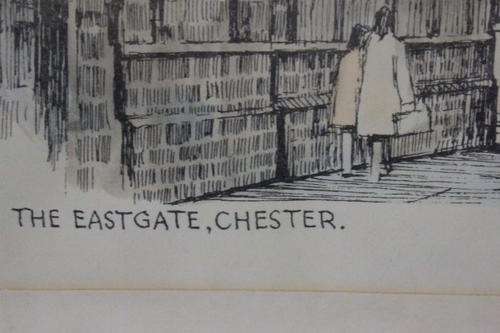 THE EASTGATE, CHESTER.